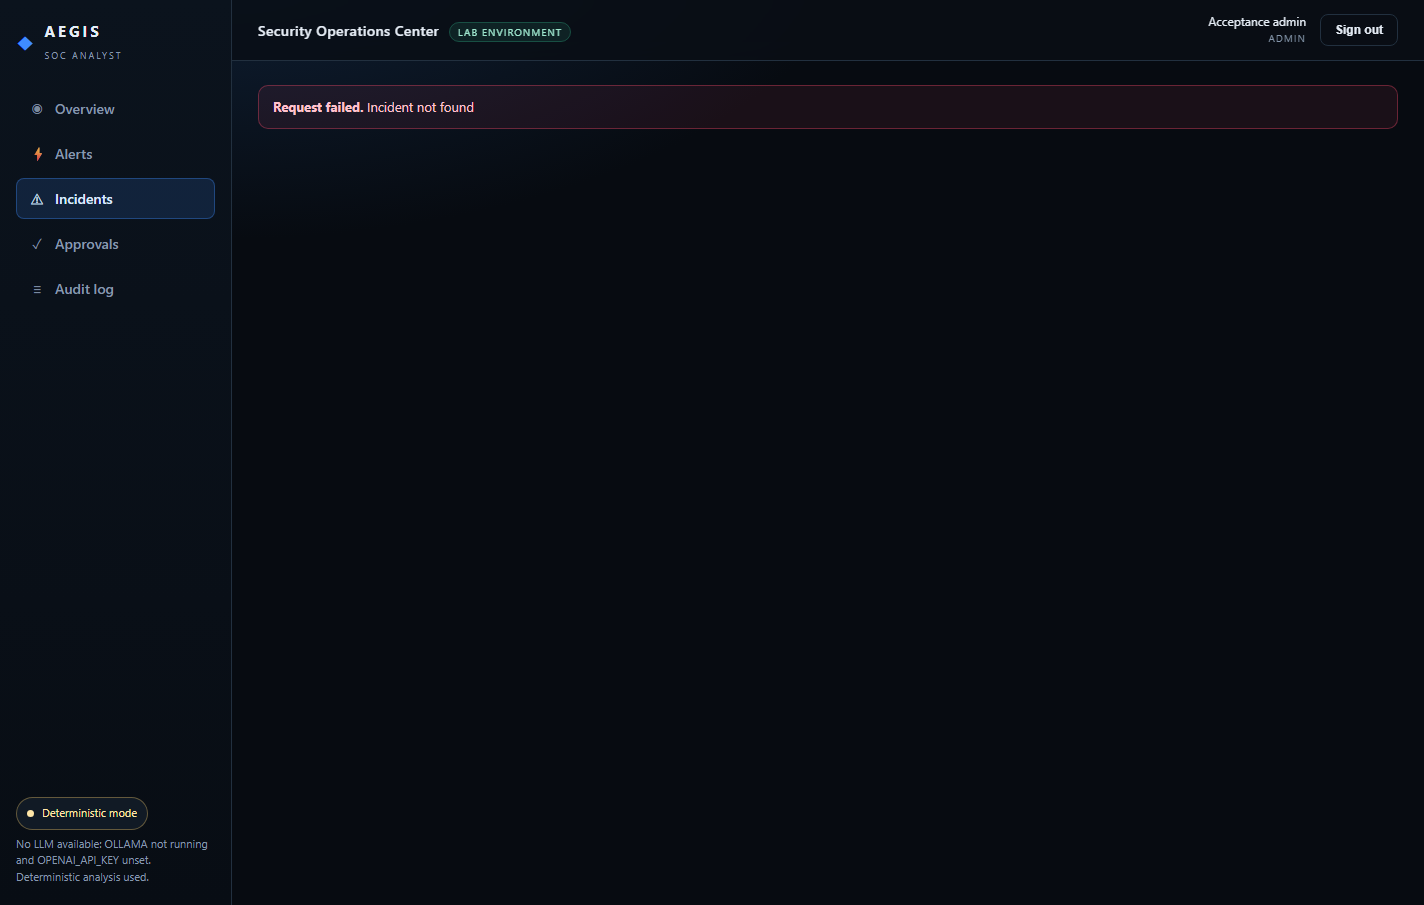 AEGIS
SOC ANALYST
Overview
Alerts
Incidents
Approvals
Audit log
Deterministic mode
No LLM available: OLLAMA not running
and OPENAI_API_KEY unset.
Deterministic analysis used.
Security Operations Center
LAB ENVIRONMENT
Acceptance admin
ADMIN
Sign out
Request failed. Incident not found